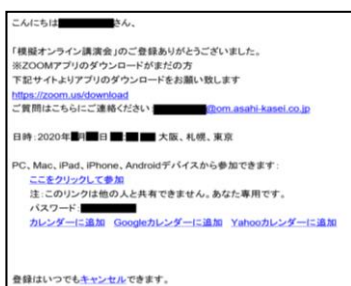 こんにちは さん、
「模擬オンライン講演会」のご登録ありがとうございました。
※ZOOMアプリのダウンロードがまだの方
下記サイトよりアプリのダウンロードをお願い致します
https://zoom.us/download
ご質問はこちらにご連絡ください: @om.asahi-kasei.co.jp
日時:2020年 月 日 : 大阪、札幌、東京
PC、Mac、iPad、iPhone、Androidデバイスから参加できます:
ここをクリックして参加
注:このリンクは他の人と共有できません。あなた専用です。
パスワード:
カレンダーに追加 Googleカレンダーに追加 Yahooカレンダーに追加
登録はいつでもキャンセルできます。